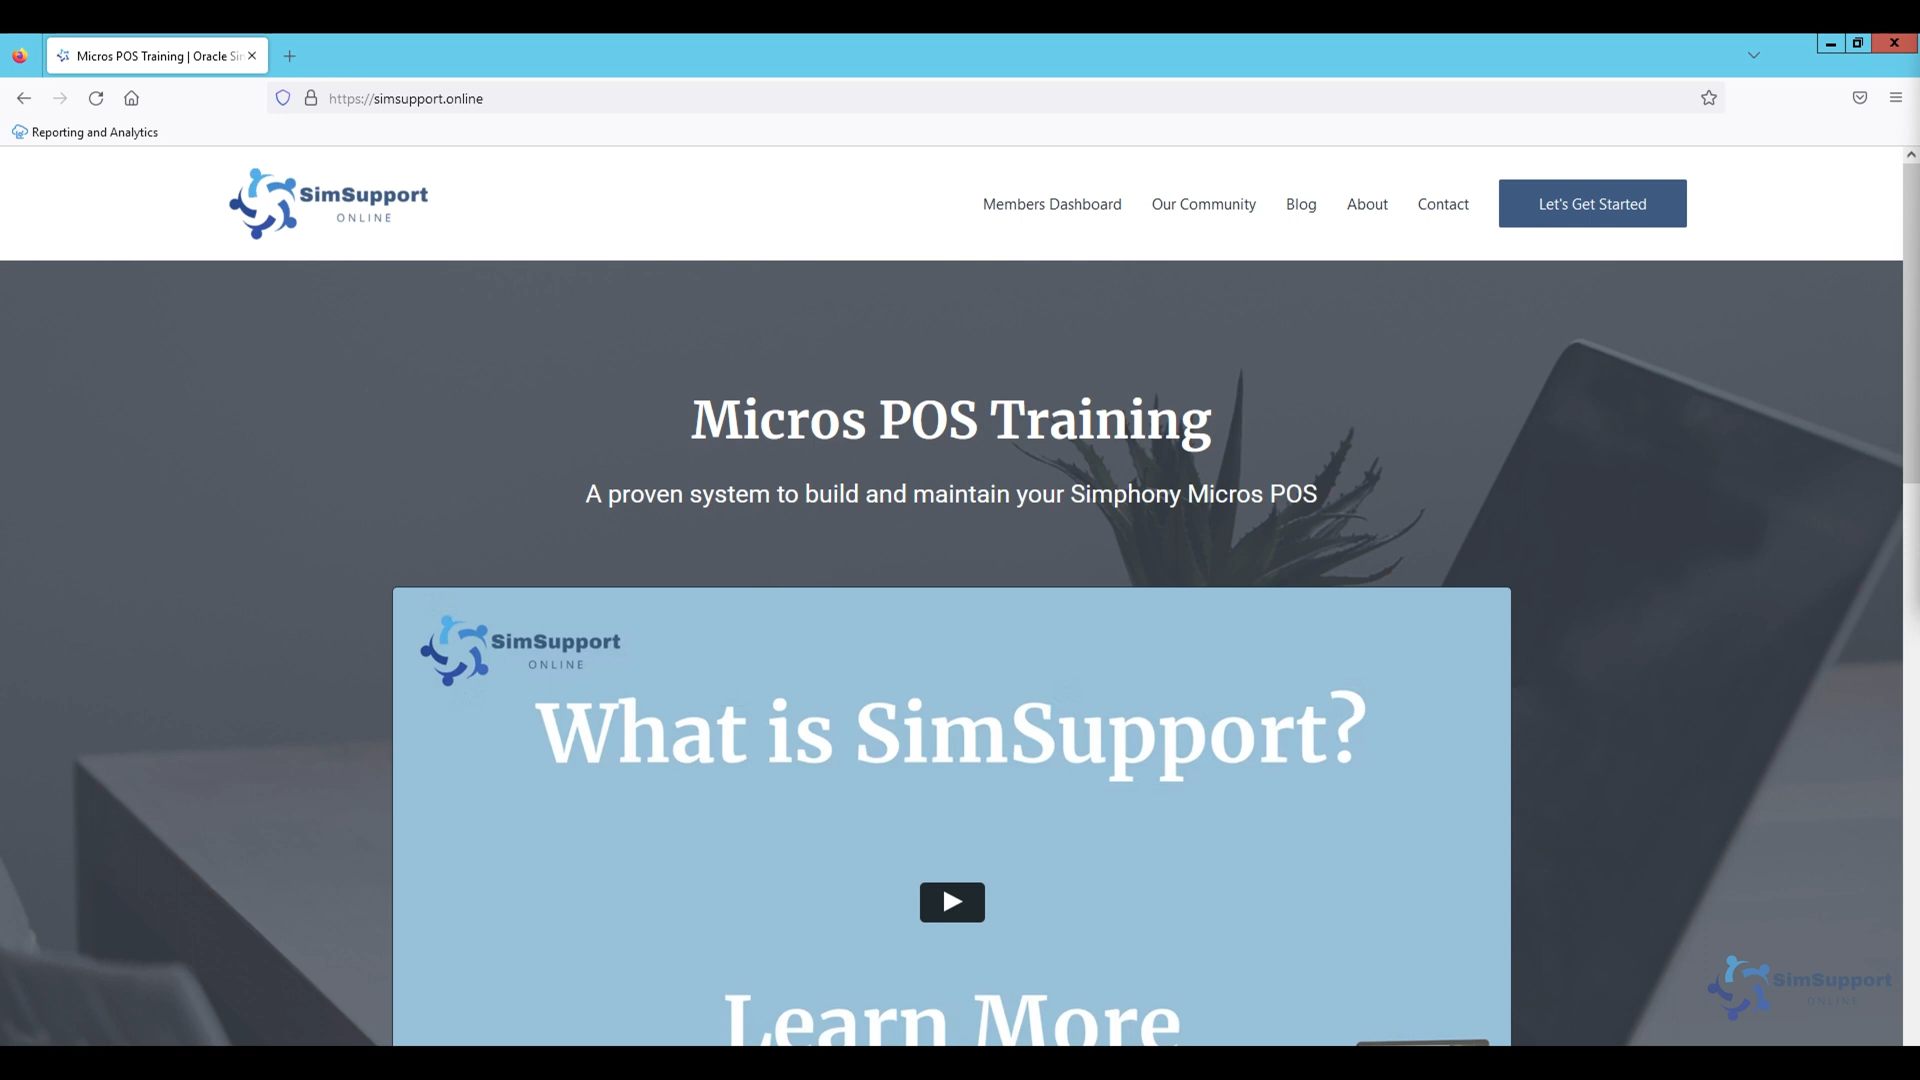 Micros POS Training | Oracle Sim
https://simsupport.online
Reporting and Analytics
SimSupport
ONLINE
Members Dashboard
Our Community
Blog
About
Contact
Let's Get Started
Micros POS Training
A proven system to build and maintain your Simphony Micros POS
SimSupport
ONLINE
What is SimSupport?
Learn More
SimSupport
ONLINE